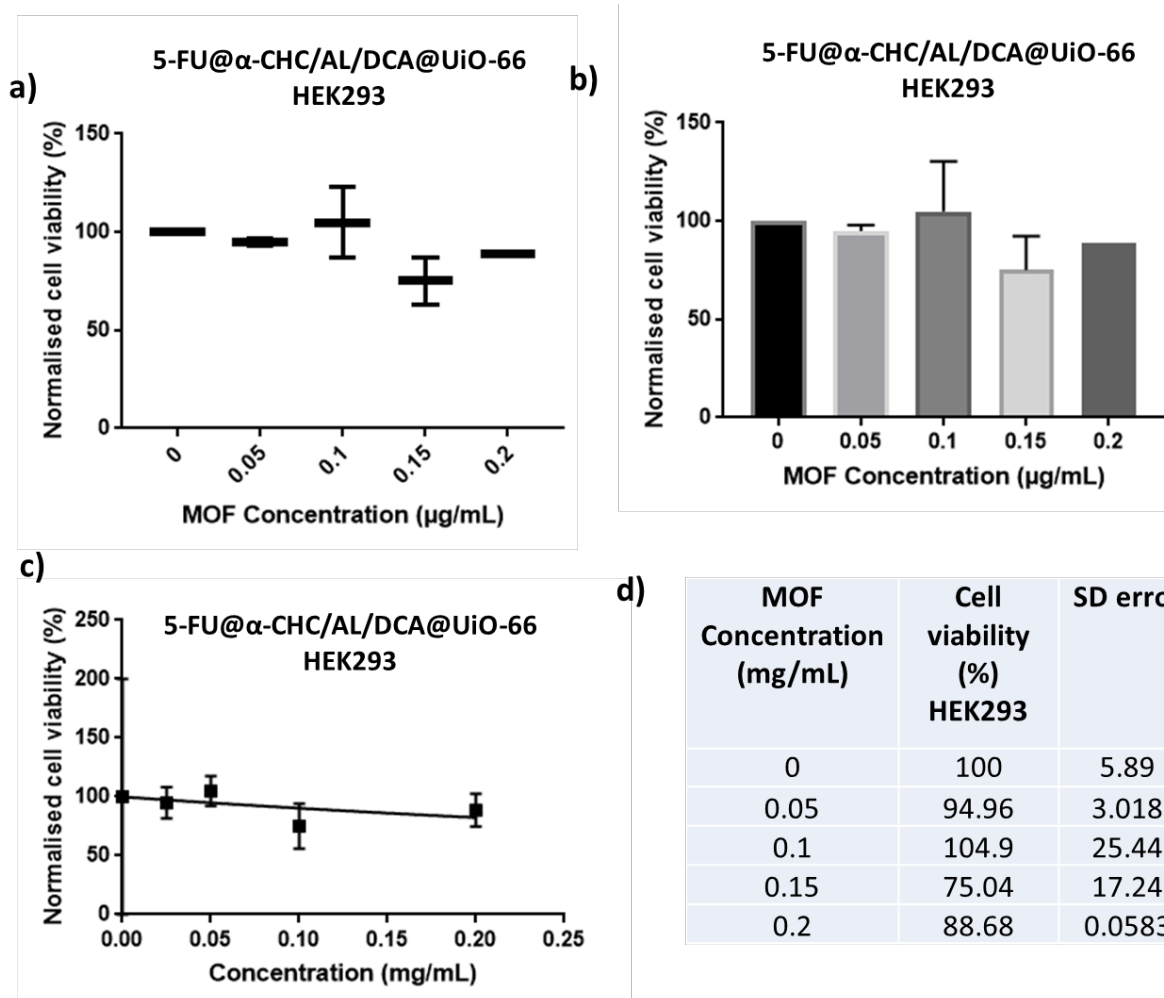 a)
5-FU@α-CHC/AL/DCA@UiO-66
HEK293
Normalised cell viability (%)
150
100
50
0
0
0.05
0.1
0.15
0.2
MOF Concentration (µg/mL)
b)
5-FU@α-CHC/AL/DCA@UiO-66
HEK293
Normalised cell viability (%)
150
100
50
0
0
0.05
0.1
0.15
0.2
MOF Concentration (µg/mL)
c)
5-FU@α-CHC/AL/DCA@UiO-66
HEK293
Normalised cell viability (%)
250
200
150
100
50
0
0.00
0.05
0.10
0.15
0.20
0.25
Concentration (mg/mL)
d)
MOF
Concentration
(mg/mL)
Cell
viability
(%)
HEK293
SD
0 100 5.89
0.05 94.96 3.018
0.1 104.9 25.44
0.15 75.04 17.24
0.2 88.68 0.0583